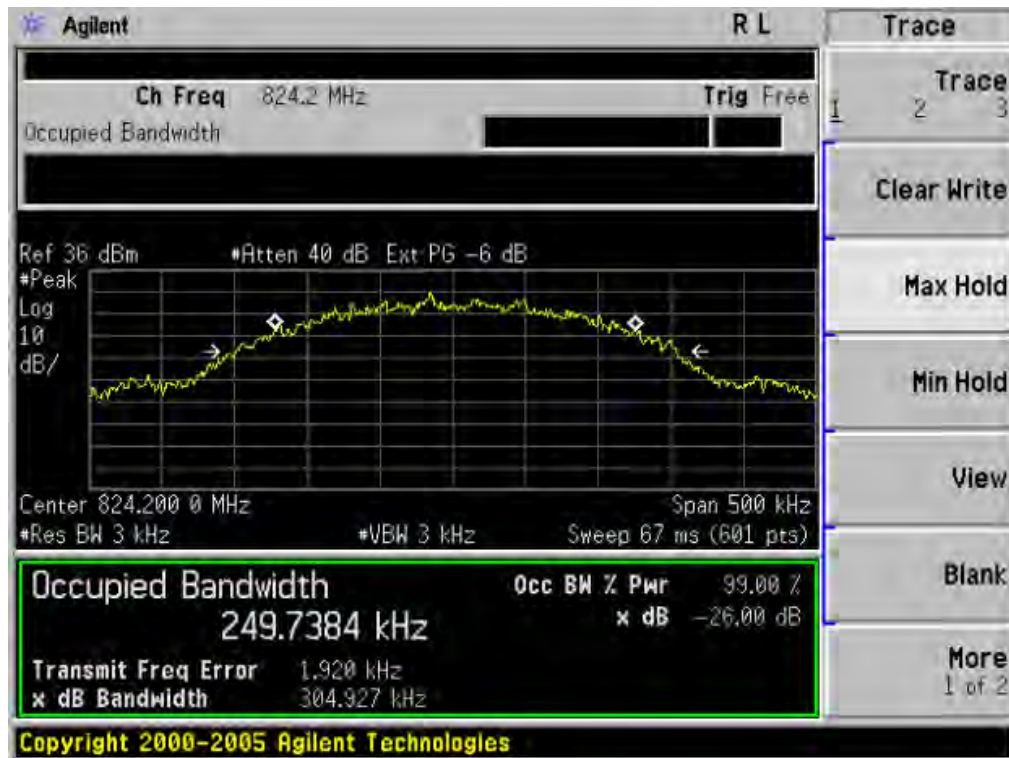 Agilent R L Trace
Ch Freq 824.2 MHz Trig Free
Occupied Bandwidth
Trace
1 2 3
Clear Write
Max Hold
Min Hold
View
Blank
More
1 of 2
Ref 36 dBm #Atten 40 dB Ext PG -6 dB
#Peak
Log
10
dB/
Center 824.200 0 MHz Span 500 kHz
#Res BW 3 kHz #VBW 3 kHz Sweep 67 ms (601 pts)
Occupied Bandwidth Occ BW % Pwr 99.00 %
249.7384 kHz x dB -26.00 dB
Transmit Freq Error 1.920 kHz
x dB Bandwidth 304.927 kHz
Copyright 2000-2005 Agilent Technologies